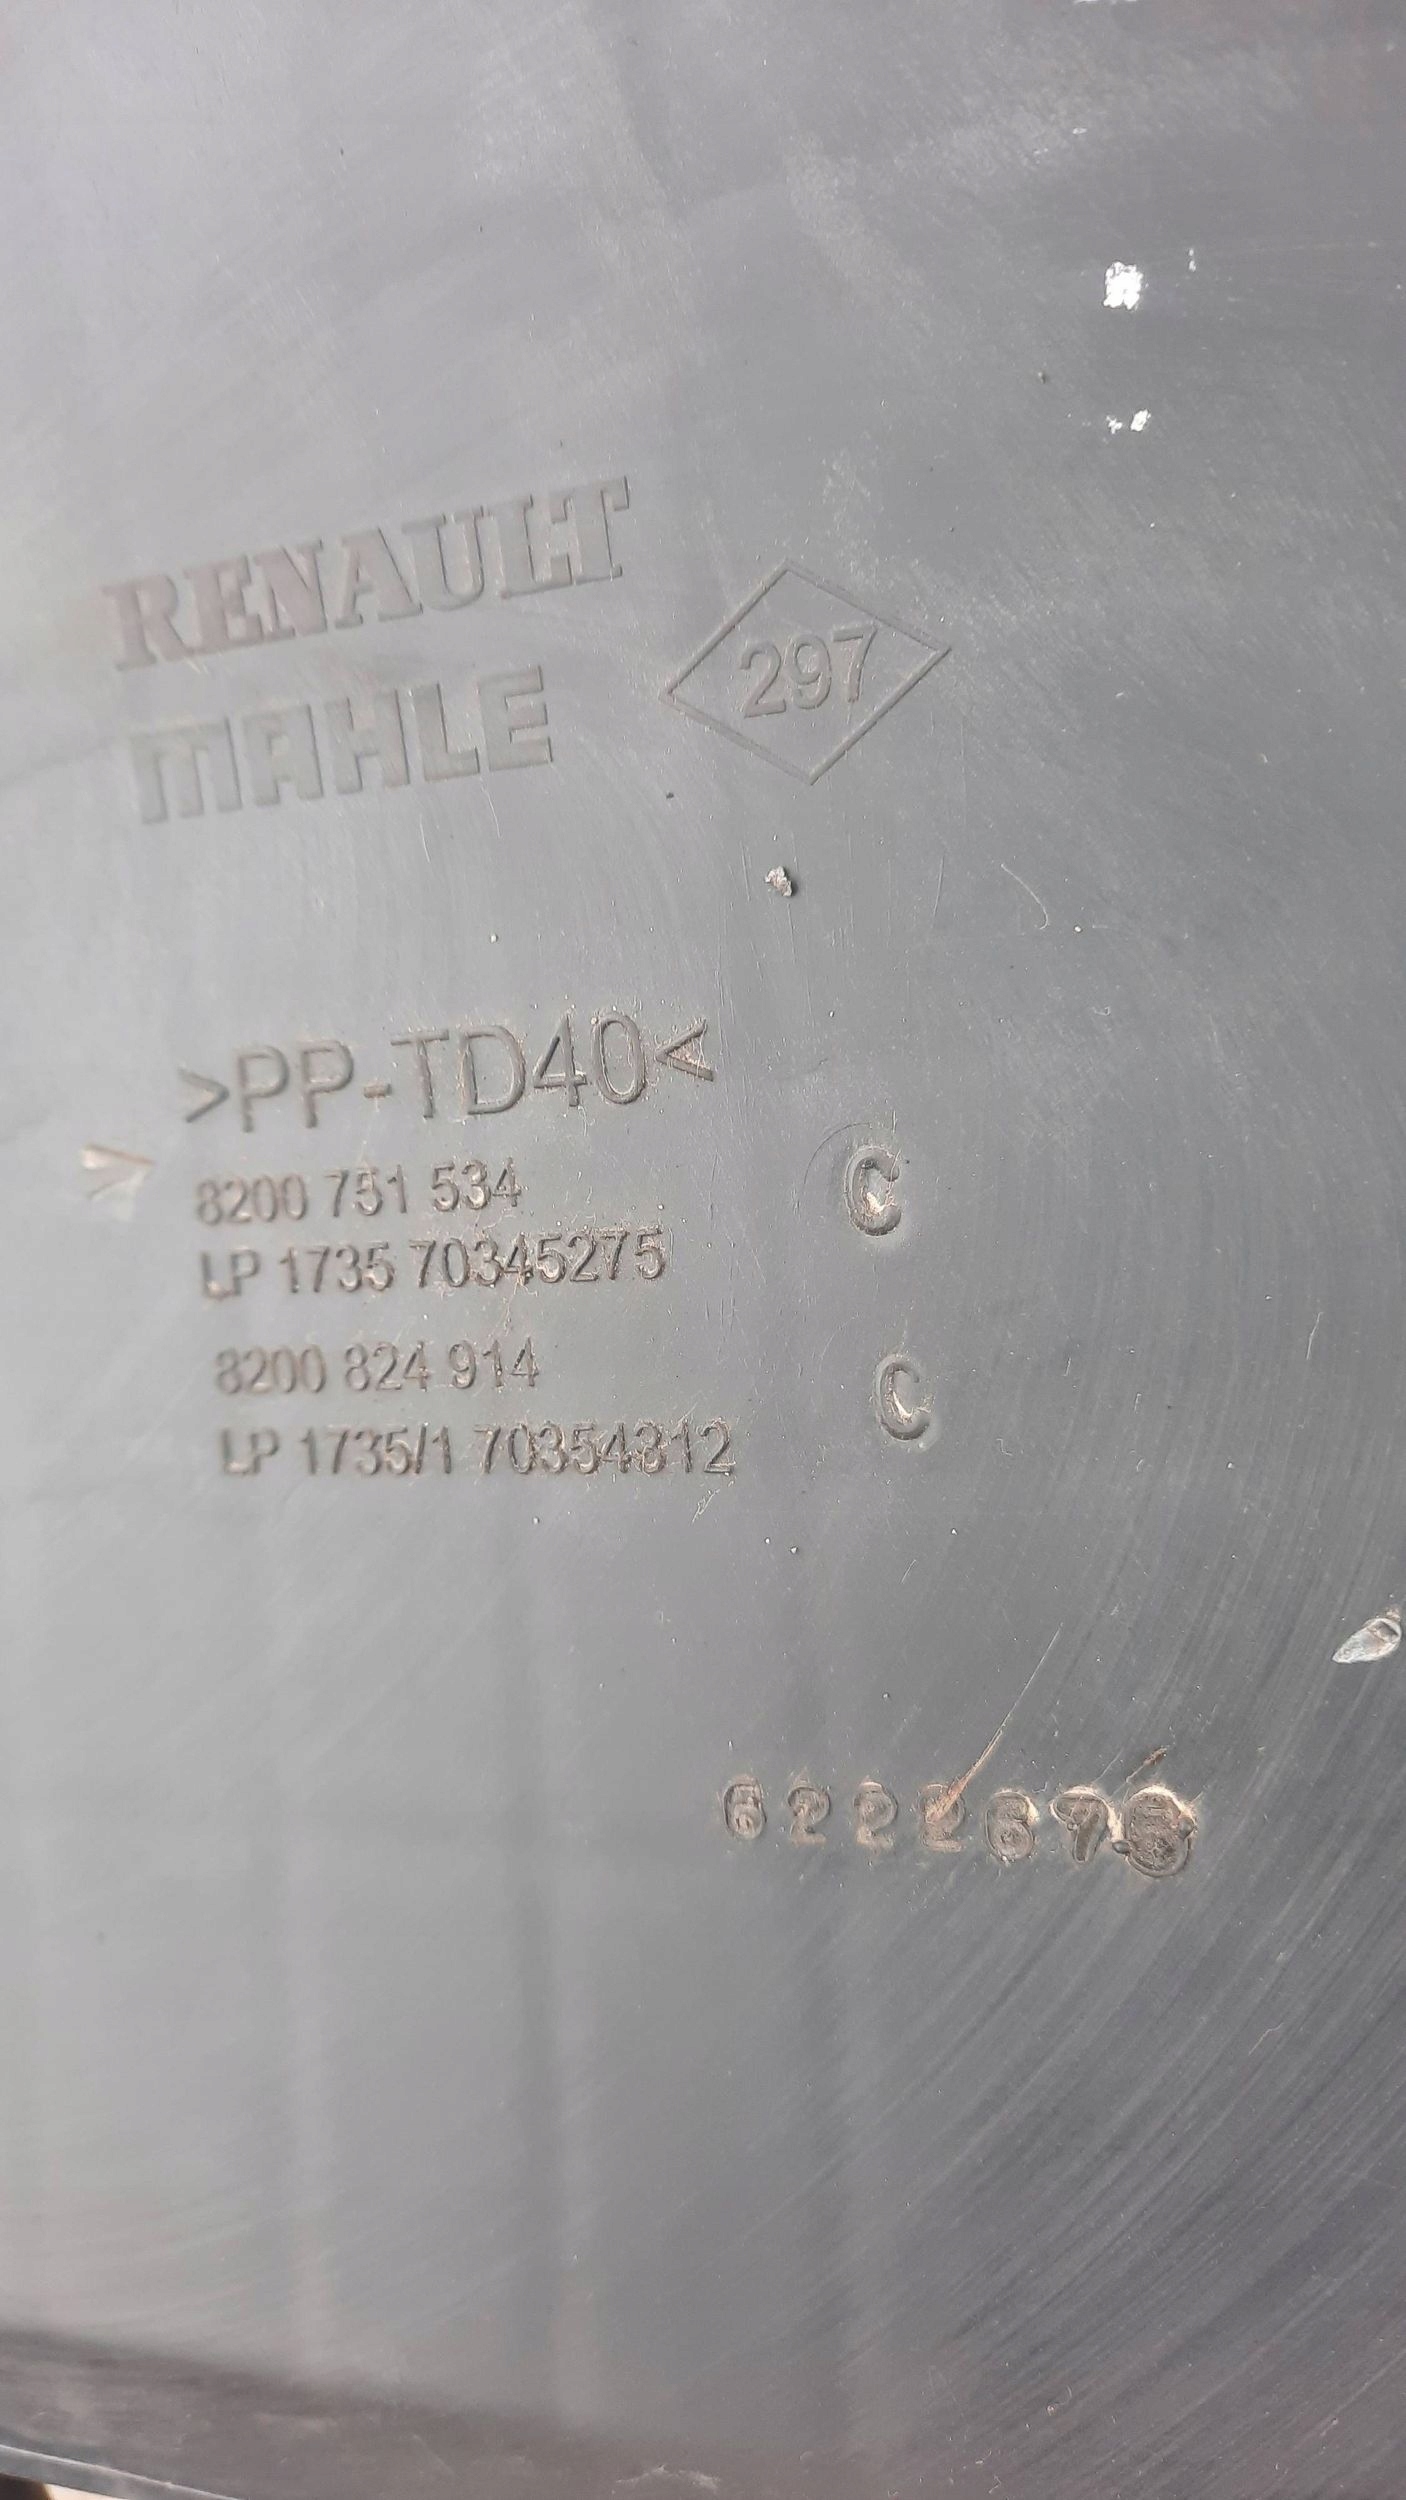 RENAULT
MAHLE
297
>PP-TD40<
> 8200 751 534 C
LP 1735 70345275
8200 824 914 C
LP 1735/1 70354312